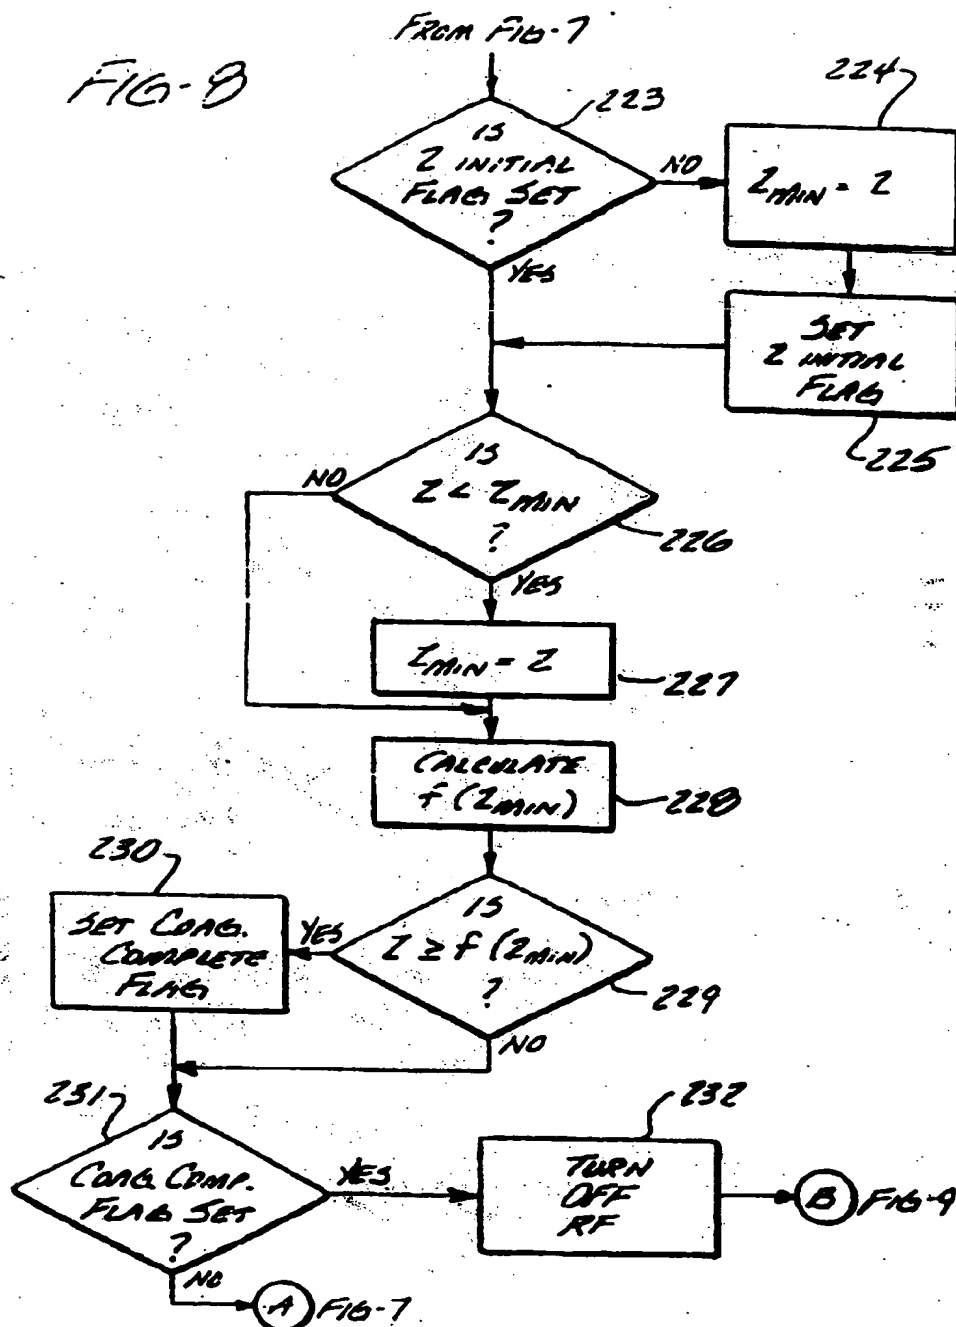 FROM FIG-7
FIG-8
223
IS
Z INITIAL
FLAG SET
?
NO
YES
224
ZMIN = Z
SET
Z INITIAL
FLAG
225
IS
Z < ZMIN
?
NO
YES
226
ZMIN = Z
227
CALCULATE
f (ZMIN)
228
IS
Z ≥ f (ZMIN)
?
YES
NO
229
230
SET COAG.
COMPLETE
FLAG
231
IS
COAG. COMP.
FLAG SET
?
YES
NO
232
TURN
OFF
RF
B FIG-9
A FIG-7